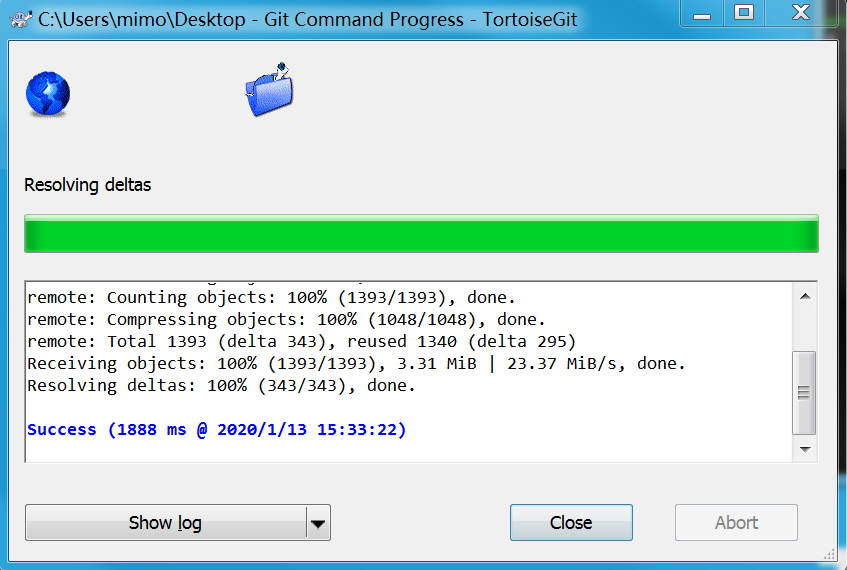 C:\Users\mimo\Desktop - Git Command Progress - TortoiseGit
Resolving deltas
remote: Counting objects: 100% (1393/1393), done.
remote: Compressing objects: 100% (1048/1048), done.
remote: Total 1393 (delta 343), reused 1340 (delta 295)
Receiving objects: 100% (1393/1393), 3.31 MiB | 23.37 MiB/s, done.
Resolving deltas: 100% (343/343), done.
Success (1888 ms @ 2020/1/13 15:33:22)
Show log
Close
Abort